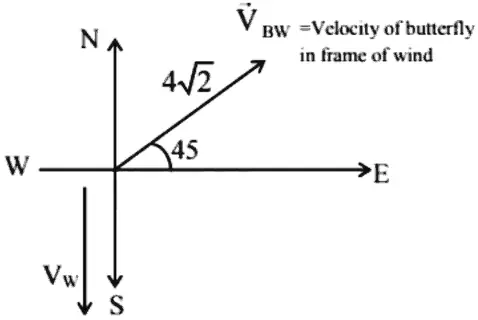 N
V⃗ BW =Velocity of butterfly
in frame of wind
4√2
45
W
E
Vw
S